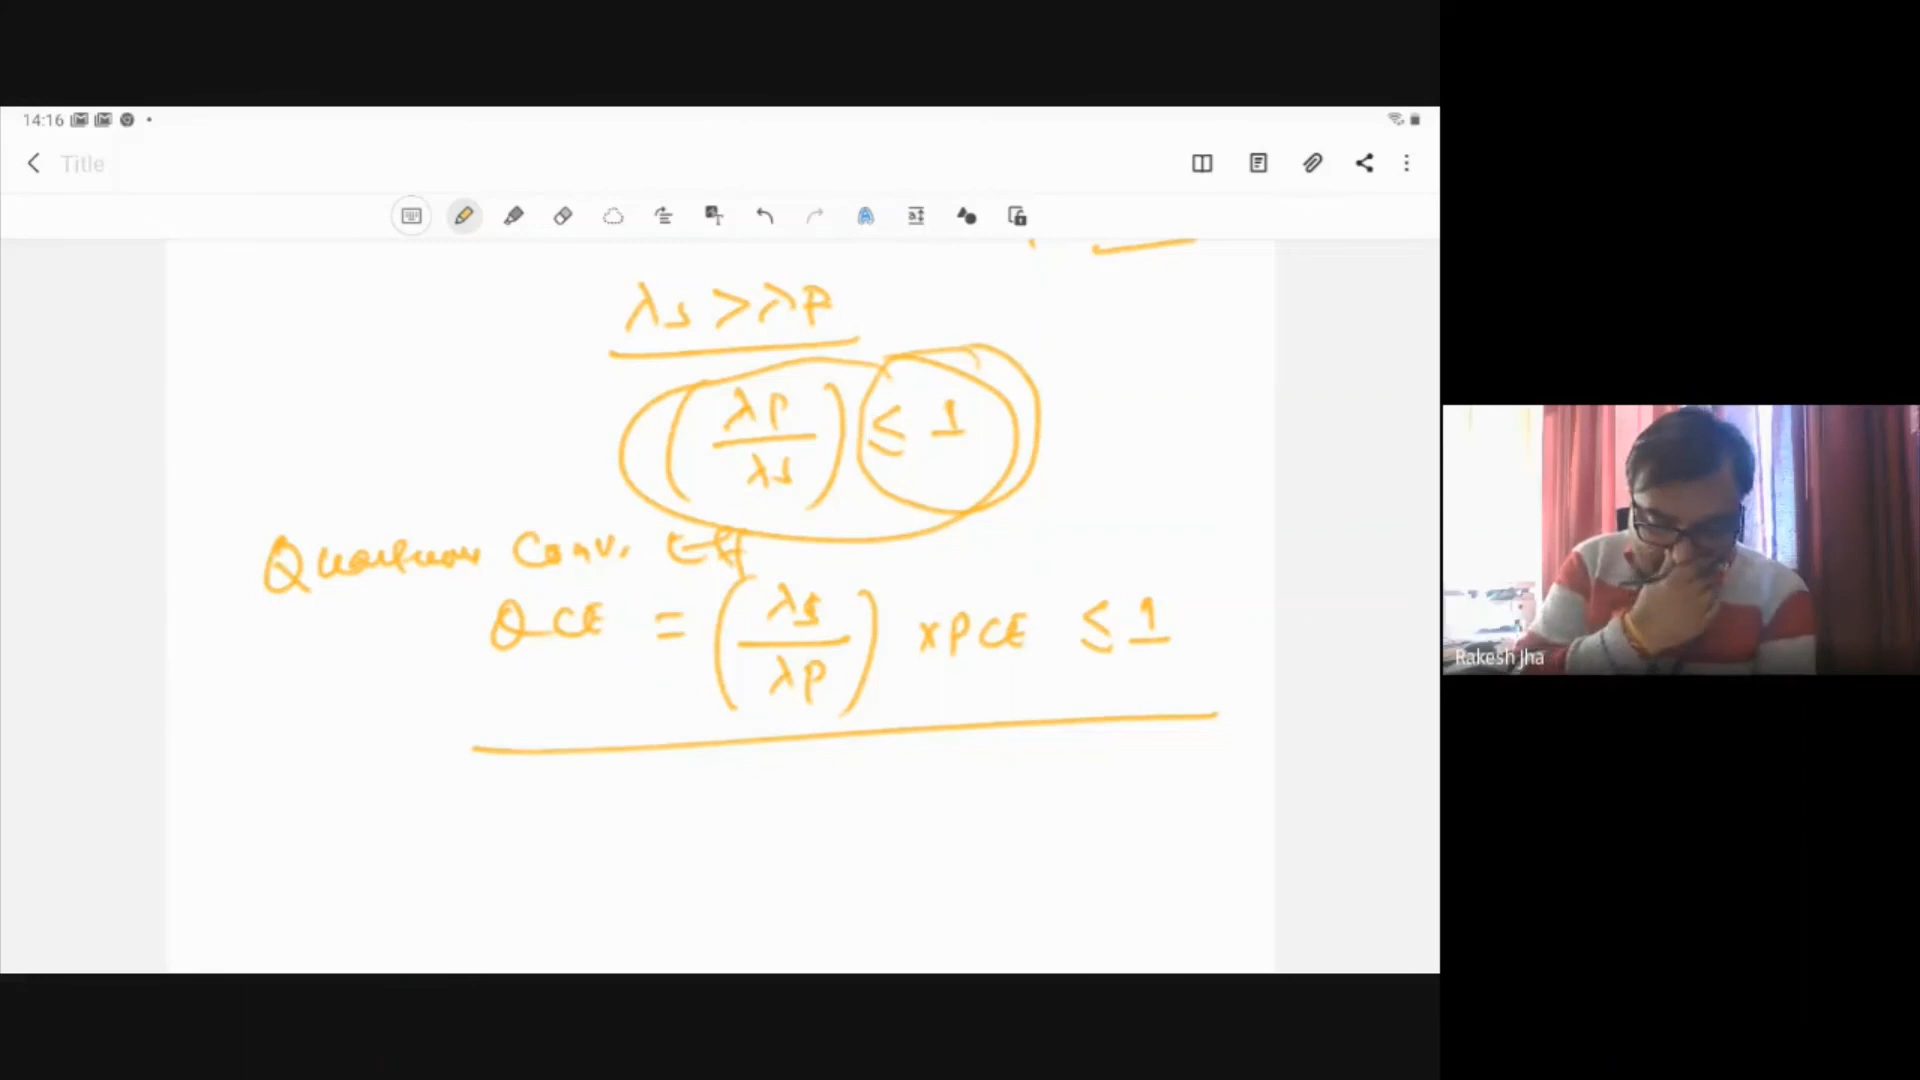 14:16
Title
λs > λP
(λP/λs) ≤ 1
Quantum Conv. Eff
QCE = (λs/λP) x PCE ≤ 1
Rakesh Jha